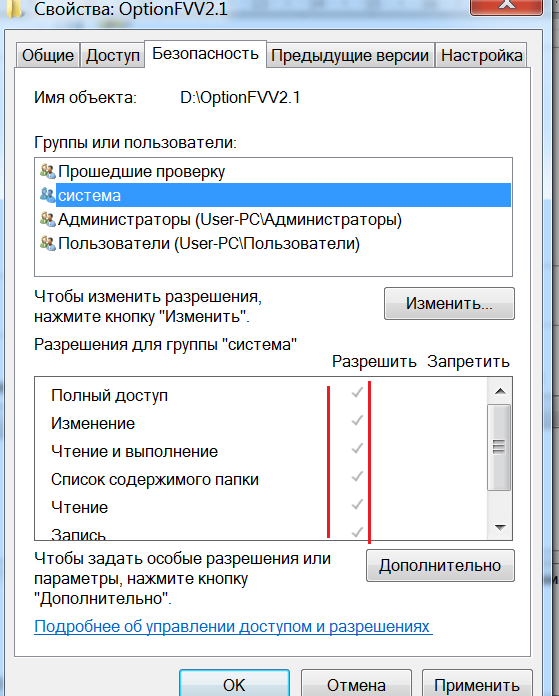 Свойства: OptionFVV2.1
Общие Доступ Безопасность Предыдущие версии Настройка
Имя объекта: D:\OptionFVV2.1
Группы или пользователи:
Прошедшие проверку
система
Администраторы (User-PC\Администраторы)
Пользователи (User-PC\Пользователи)
Чтобы изменить разрешения,
нажмите кнопку "Изменить".
Изменить...
Разрешения для группы "система"
Разрешить Запретить
Полный доступ
Изменение
Чтение и выполнение
Список содержимого папки
Чтение
Запись
Чтобы задать особые разрешения или
параметры, нажмите кнопку
"Дополнительно".
Дополнительно
Подробнее об управлении доступом и разрешениях
OK Отмена Применить